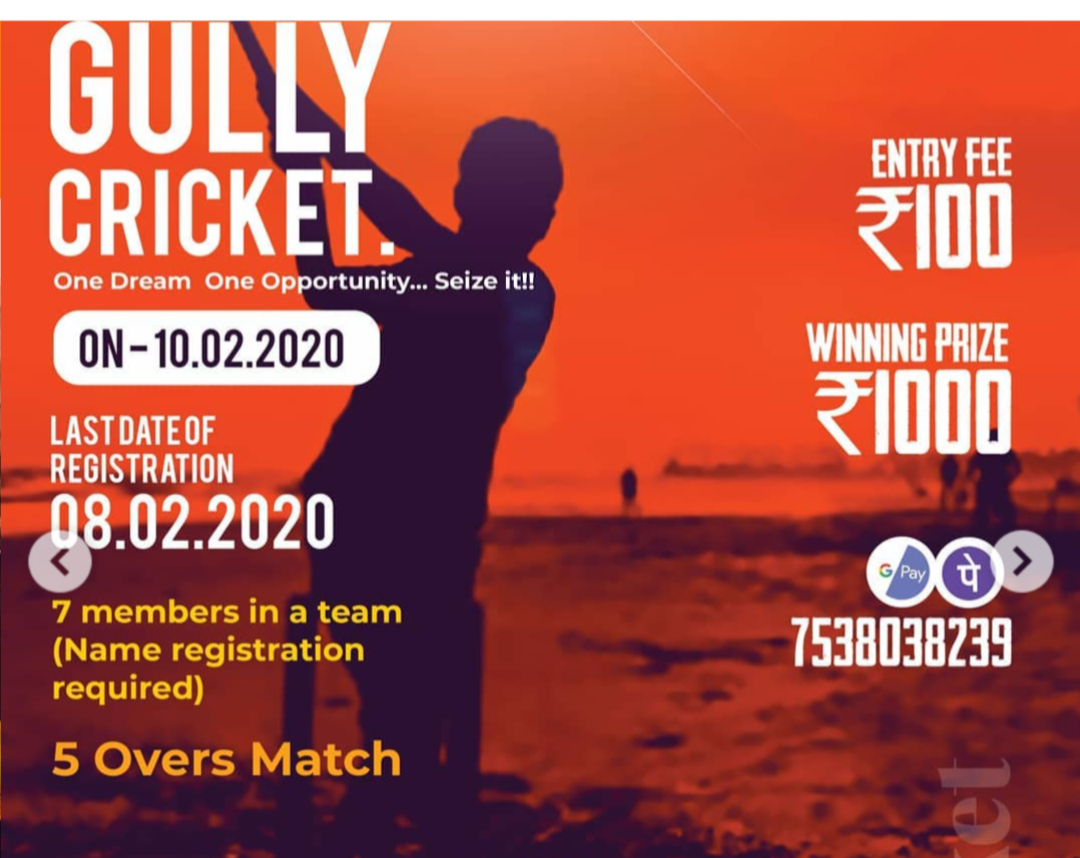 GULLY
CRICKET.
One Dream One Opportunity... Seize it!!
ON-10.02.2020
LAST DATE OF
REGISTRATION
08.02.2020
7 members in a team
(Name registration
required)
5 Overs Match
ENTRY FEE
₹100
WINNING PRIZE
₹1000
G Pay पे
7538038239